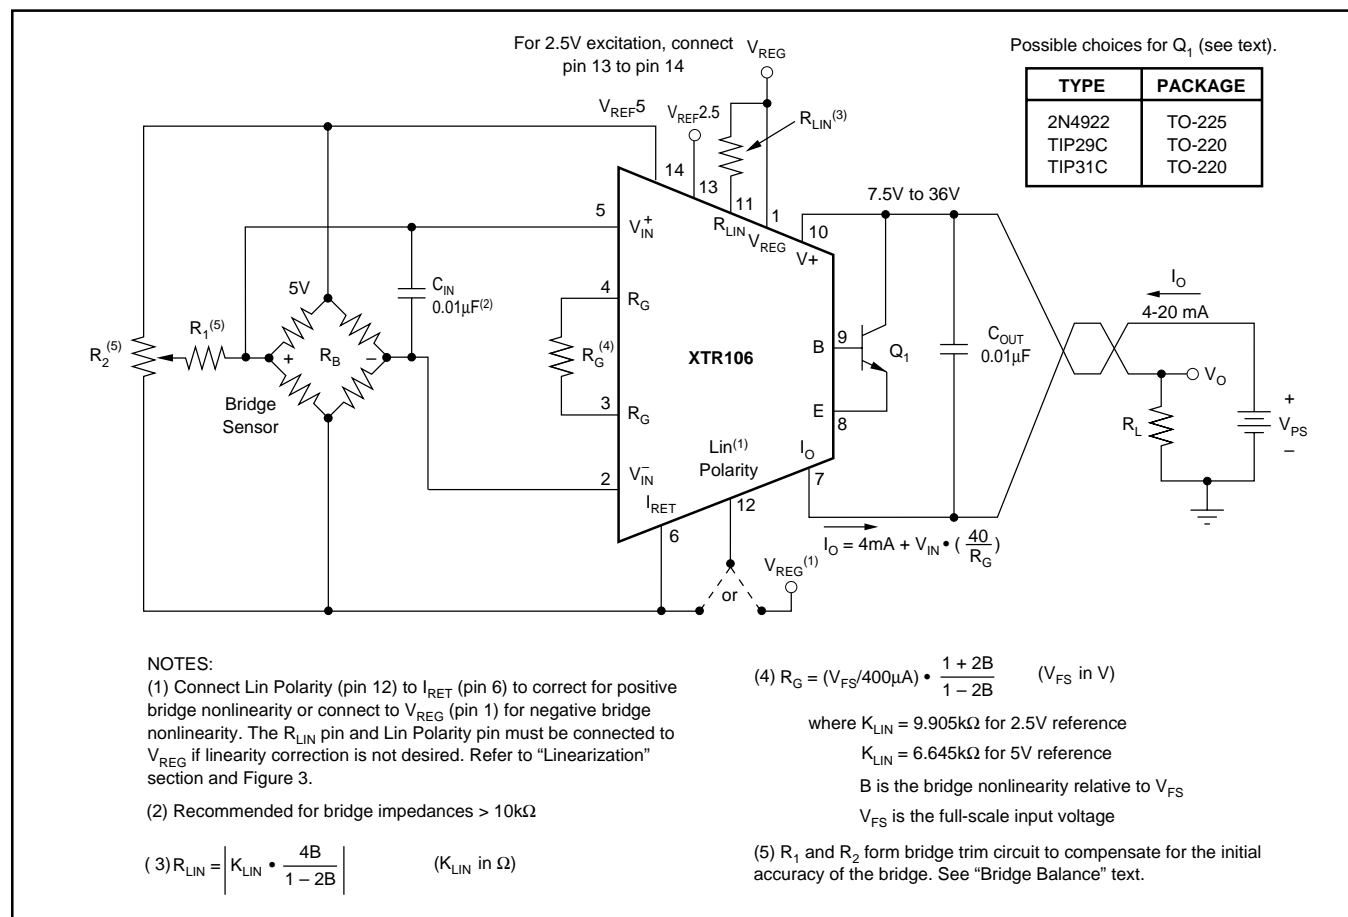 For 2.5V excitation, connect
pin 13 to pin 14
V_REG
Possible choices for Q_1 (see text).
TYPE PACKAGE
2N4922 TO-225
TIP29C TO-220
TIP31C TO-220
V_REF5
V_REF2.5
R_LIN^(3)
14
13
11
1
R_LIN
V_REG
10
V+
7.5V to 36V
5
V_IN^+
C_IN
0.01µF^(2)
5V
4
R_G
R_1^(5)
R_2^(5)
+
R_B
–
Bridge
Sensor
R_G^(4)
XTR106
3
R_G
B
9
Q_1
E
8
C_OUT
0.01µF
I_O
4-20 mA
V_O
R_L
+
V_PS
–
Lin^(1)
Polarity
I_O
7
2
V_IN^–
I_RET
6
12
I_O = 4mA + V_IN • (40/R_G)
V_REG^(1)
or
NOTES:
(1) Connect Lin Polarity (pin 12) to I_RET (pin 6) to correct for positive
bridge nonlinearity or connect to V_REG (pin 1) for negative bridge
nonlinearity. The R_LIN pin and Lin Polarity pin must be connected to
V_REG if linearity correction is not desired. Refer to “Linearization”
section and Figure 3.
(2) Recommended for bridge impedances > 10kΩ
( 3) R_LIN = | K_LIN • 4B/(1 – 2B) | (K_LIN in Ω)
(4) R_G = (V_FS/400µA) • (1 + 2B)/(1 – 2B) (V_FS in V)
where K_LIN = 9.905kΩ for 2.5V reference
K_LIN = 6.645kΩ for 5V reference
B is the bridge nonlinearity relative to V_FS
V_FS is the full-scale input voltage
(5) R_1 and R_2 form bridge trim circuit to compensate for the initial
accuracy of the bridge. See “Bridge Balance” text.